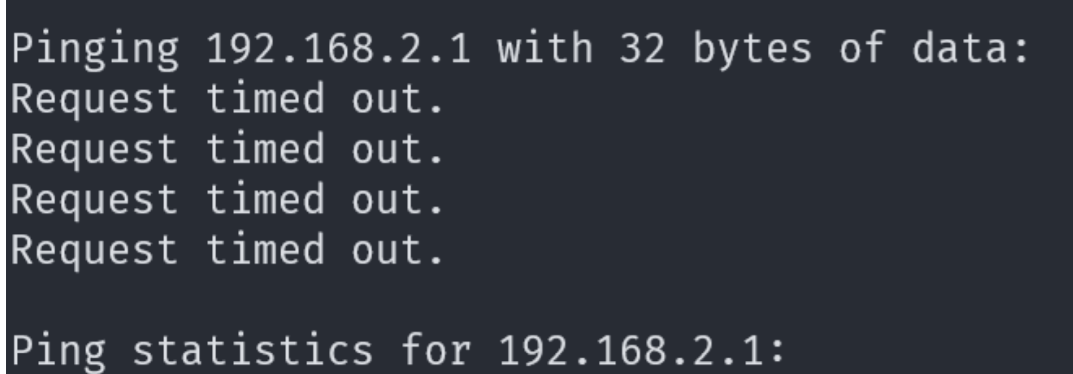 Pinging 192.168.2.1 with 32 bytes of data:
Request timed out.
Request timed out.
Request timed out.
Request timed out.
Ping statistics for 192.168.2.1: